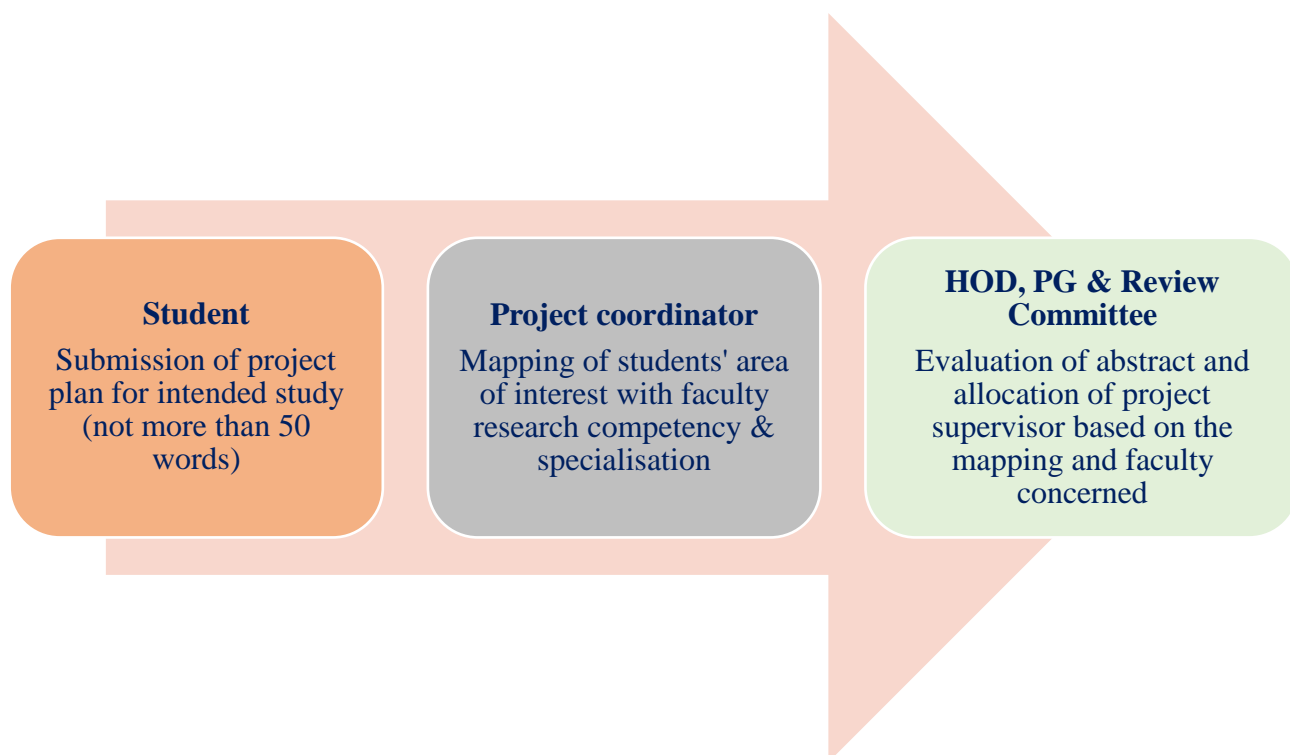 Student
Submission of project
plan for intended study
(not more than 50
words)
Project coordinator
Mapping of students' area
of interest with faculty
research competency &
specialisation
HOD, PG & Review
Committee
Evaluation of abstract and
allocation of project
supervisor based on the
mapping and faculty
concerned